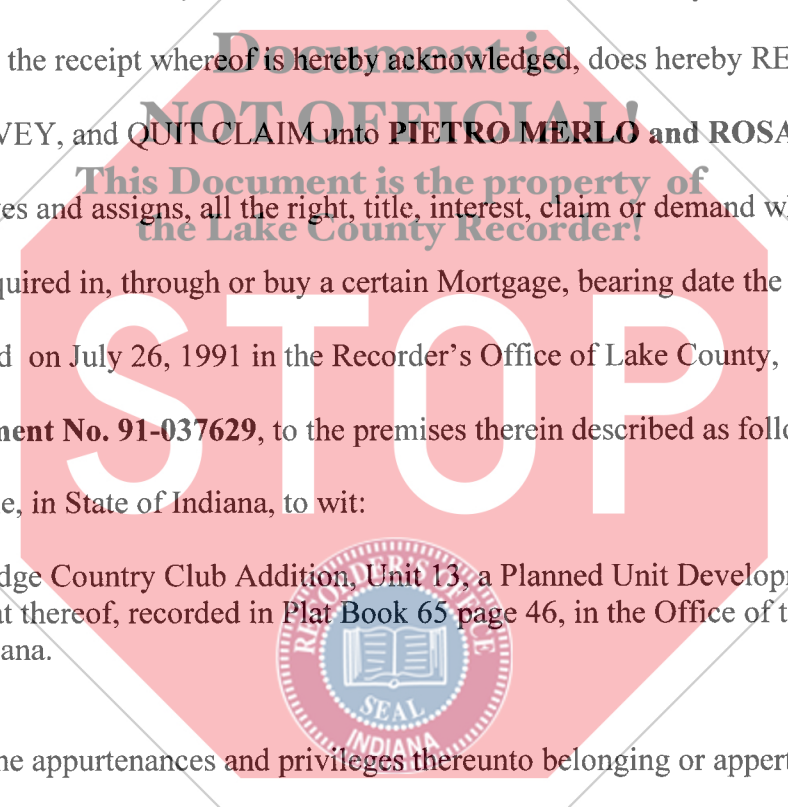 the receipt whereof is hereby acknowledged, does hereby RE
VEY, and QUIT CLAIM unto PIETRO MERLO and ROSA
es and assigns, all the right, title, interest, claim or demand w
quired in, through or buy a certain Mortgage, bearing date the
d on July 26, 1991 in the Recorder's Office of Lake County,
ment No. 91-037629, to the premises therein described as follo
e, in State of Indiana, to wit:
dge Country Club Addition, Unit 13, a Planned Unit Develop
at thereof, recorded in Plat Book 65 page 46, in the Office of t
ana.
ne appurtenances and privileges thereunto belonging or appert
Document is
NOT OFFICIAL!
This Document is the property of
the Lake County Recorder!
STOP
RECORDER'S OFFICE
SEAL
INDIANA